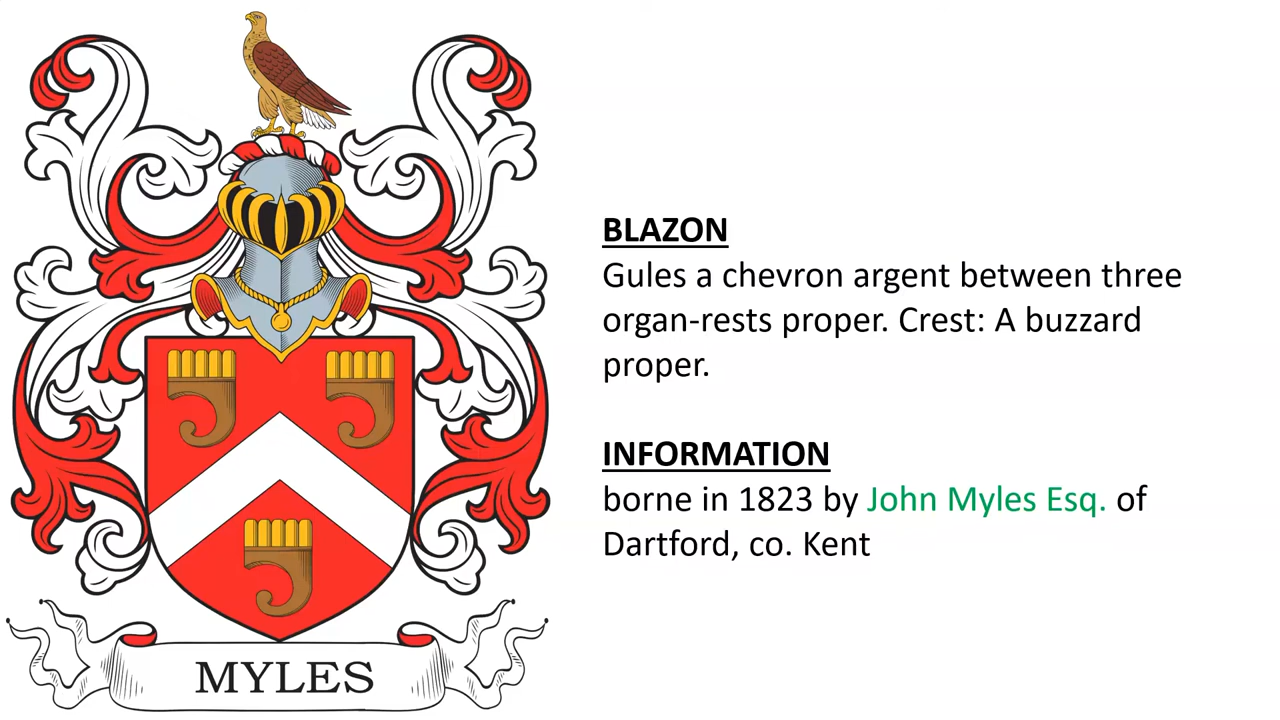 BLAZON
Gules a chevron argent between three
organ-rests proper. Crest: A buzzard
proper.
INFORMATION
borne in 1823 by John Myles Esq. of
Dartford, co. Kent
MYLES